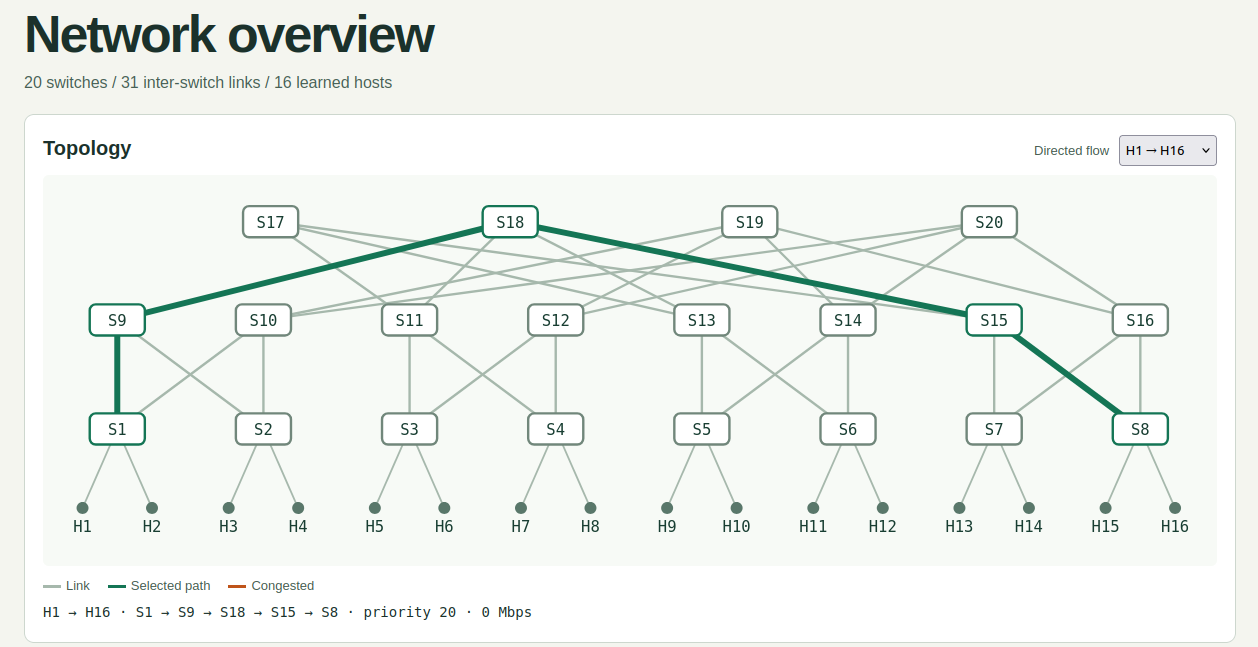 Network overview
20 switches / 31 inter-switch links / 16 learned hosts
Topology
Directed flow H1 → H16
S17 S18 S19 S20
S9 S10 S11 S12 S13 S14 S15 S16
S1 S2 S3 S4 S5 S6 S7 S8
H1 H2 H3 H4 H5 H6 H7 H8 H9 H10 H11 H12 H13 H14 H15 H16
Link Selected path Congested
H1 → H16 · S1 → S9 → S18 → S15 → S8 · priority 20 · 0 Mbps